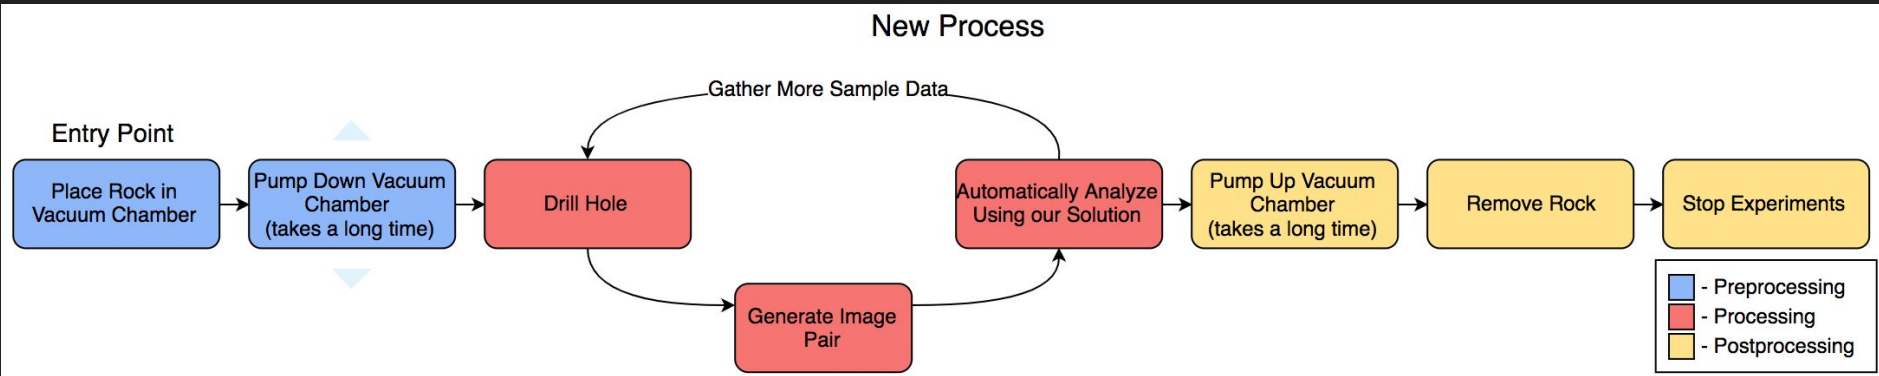 New Process
Gather More Sample Data
Entry Point
Place Rock in
Vacuum Chamber
Pump Down Vacuum
Chamber
(takes a long time)
Drill Hole
Generate Image
Pair
Automatically Analyze
Using our Solution
Pump Up Vacuum
Chamber
(takes a long time)
Remove Rock
Stop Experiments
- Preprocessing
- Processing
- Postprocessing